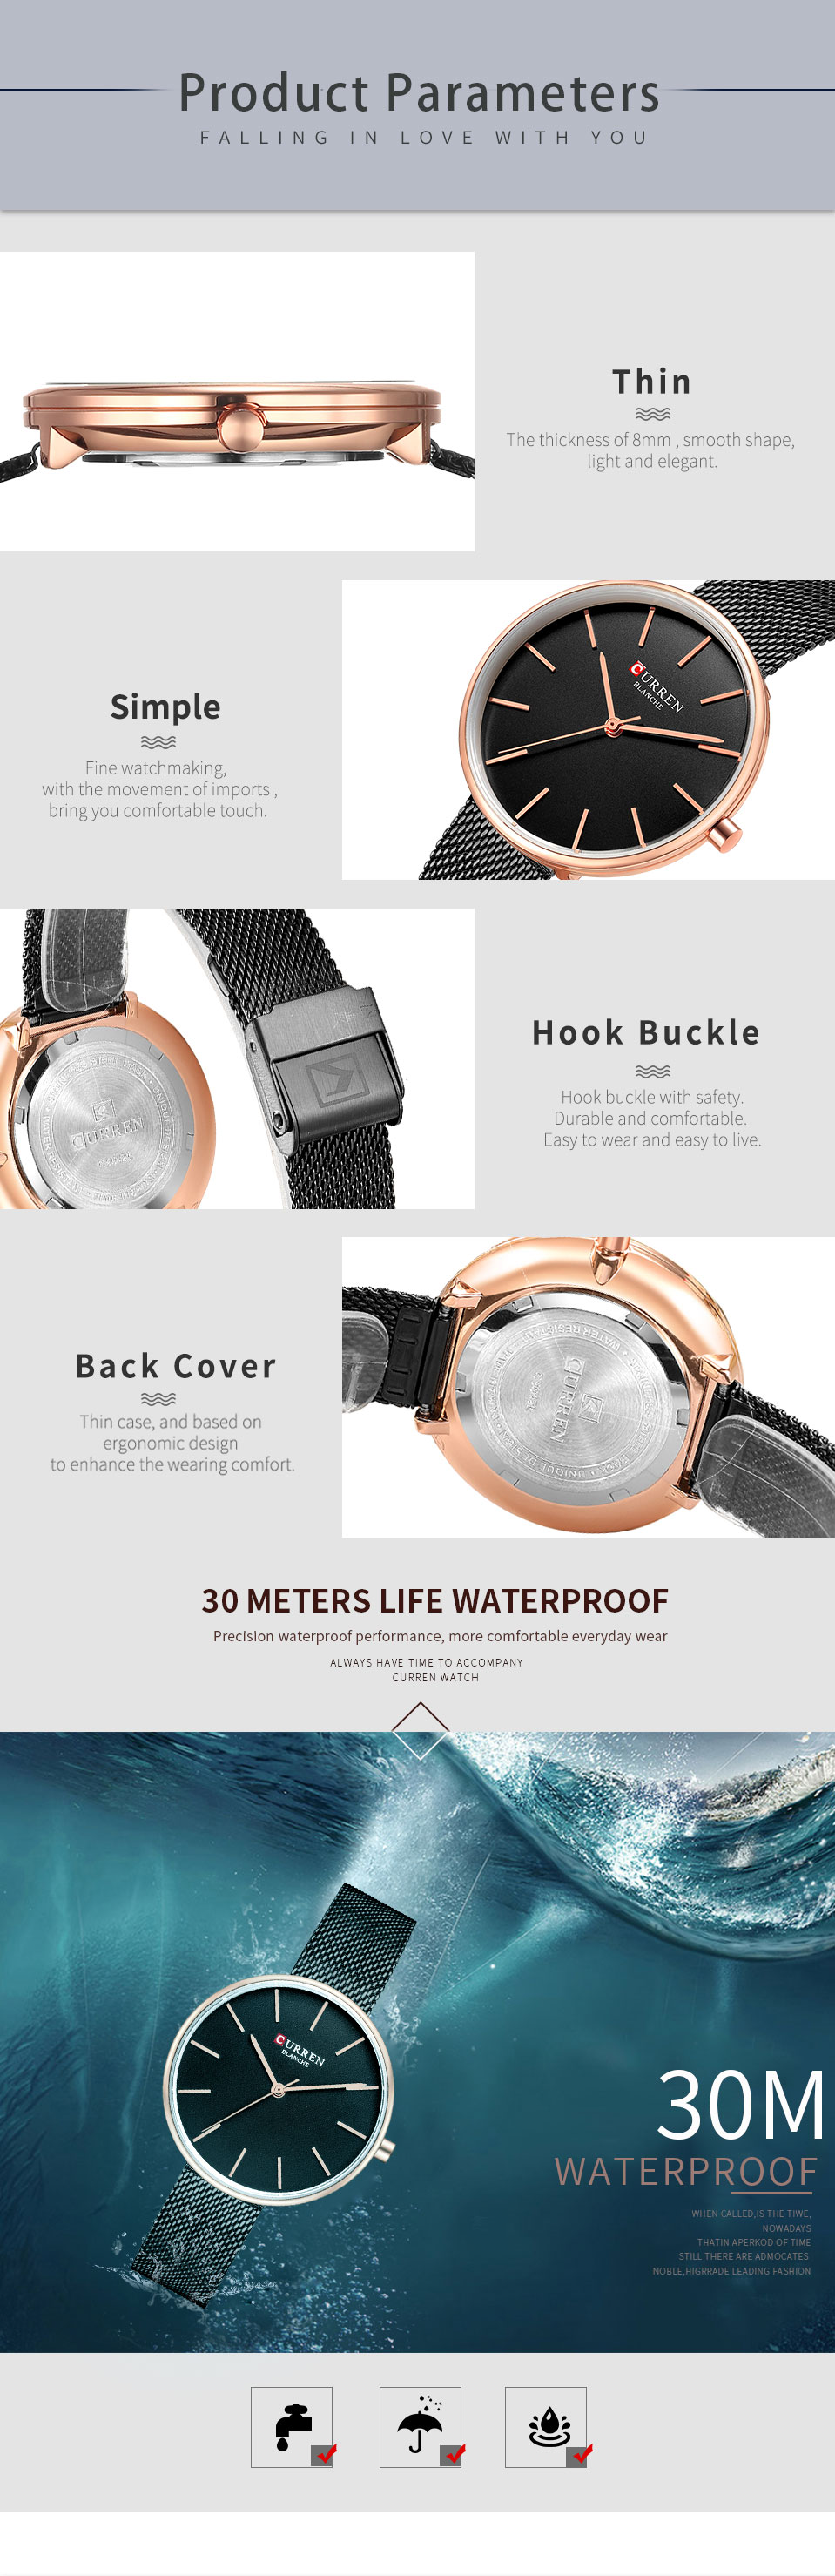 Product Parameters
FALLING IN LOVE WITH YOU
Thin
The thickness of 8mm , smooth shape,
light and elegant.
CURREN
BLANCHE
Simple
Fine watchmaking,
with the movement of imports ,
bring you comfortable touch.
CURREN
Hook Buckle
Hook buckle with safety.
Durable and comfortable.
Easy to wear and easy to live.
CURREN
WATER RESISTANT
UNIQUE DESIGN
Back Cover
Thin case, and based on
ergonomic design
to enhance the wearing comfort.
30 METERS LIFE WATERPROOF
Precision waterproof performance, more comfortable everyday wear
ALWAYS HAVE TIME TO ACCOMPANY
CURREN WATCH
CURREN
BLANCHE
30M
WATERPROOF
WHEN CALLED,IS THE TIWE,
NOWADAYS
THATIN APERKOD OF TIME
STILL THERE ARE ADMOCATES
NOBLE,HIGRRADE LEADING FASHION